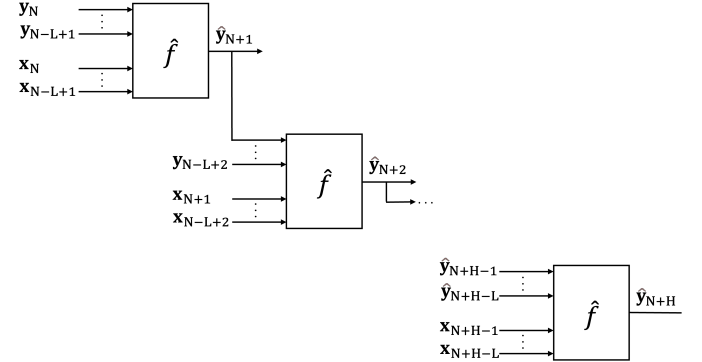 y_N
⋮
y_{N−L+1}
x_N
⋮
x_{N−L+1}
f̂
ŷ_{N+1}
⋮
y_{N−L+2}
x_{N+1}
⋮
x_{N−L+2}
f̂
ŷ_{N+2}
...
ŷ_{N+H−1}
⋮
ŷ_{N+H−L}
x_{N+H−1}
⋮
x_{N+H−L}
f̂
ŷ_{N+H}